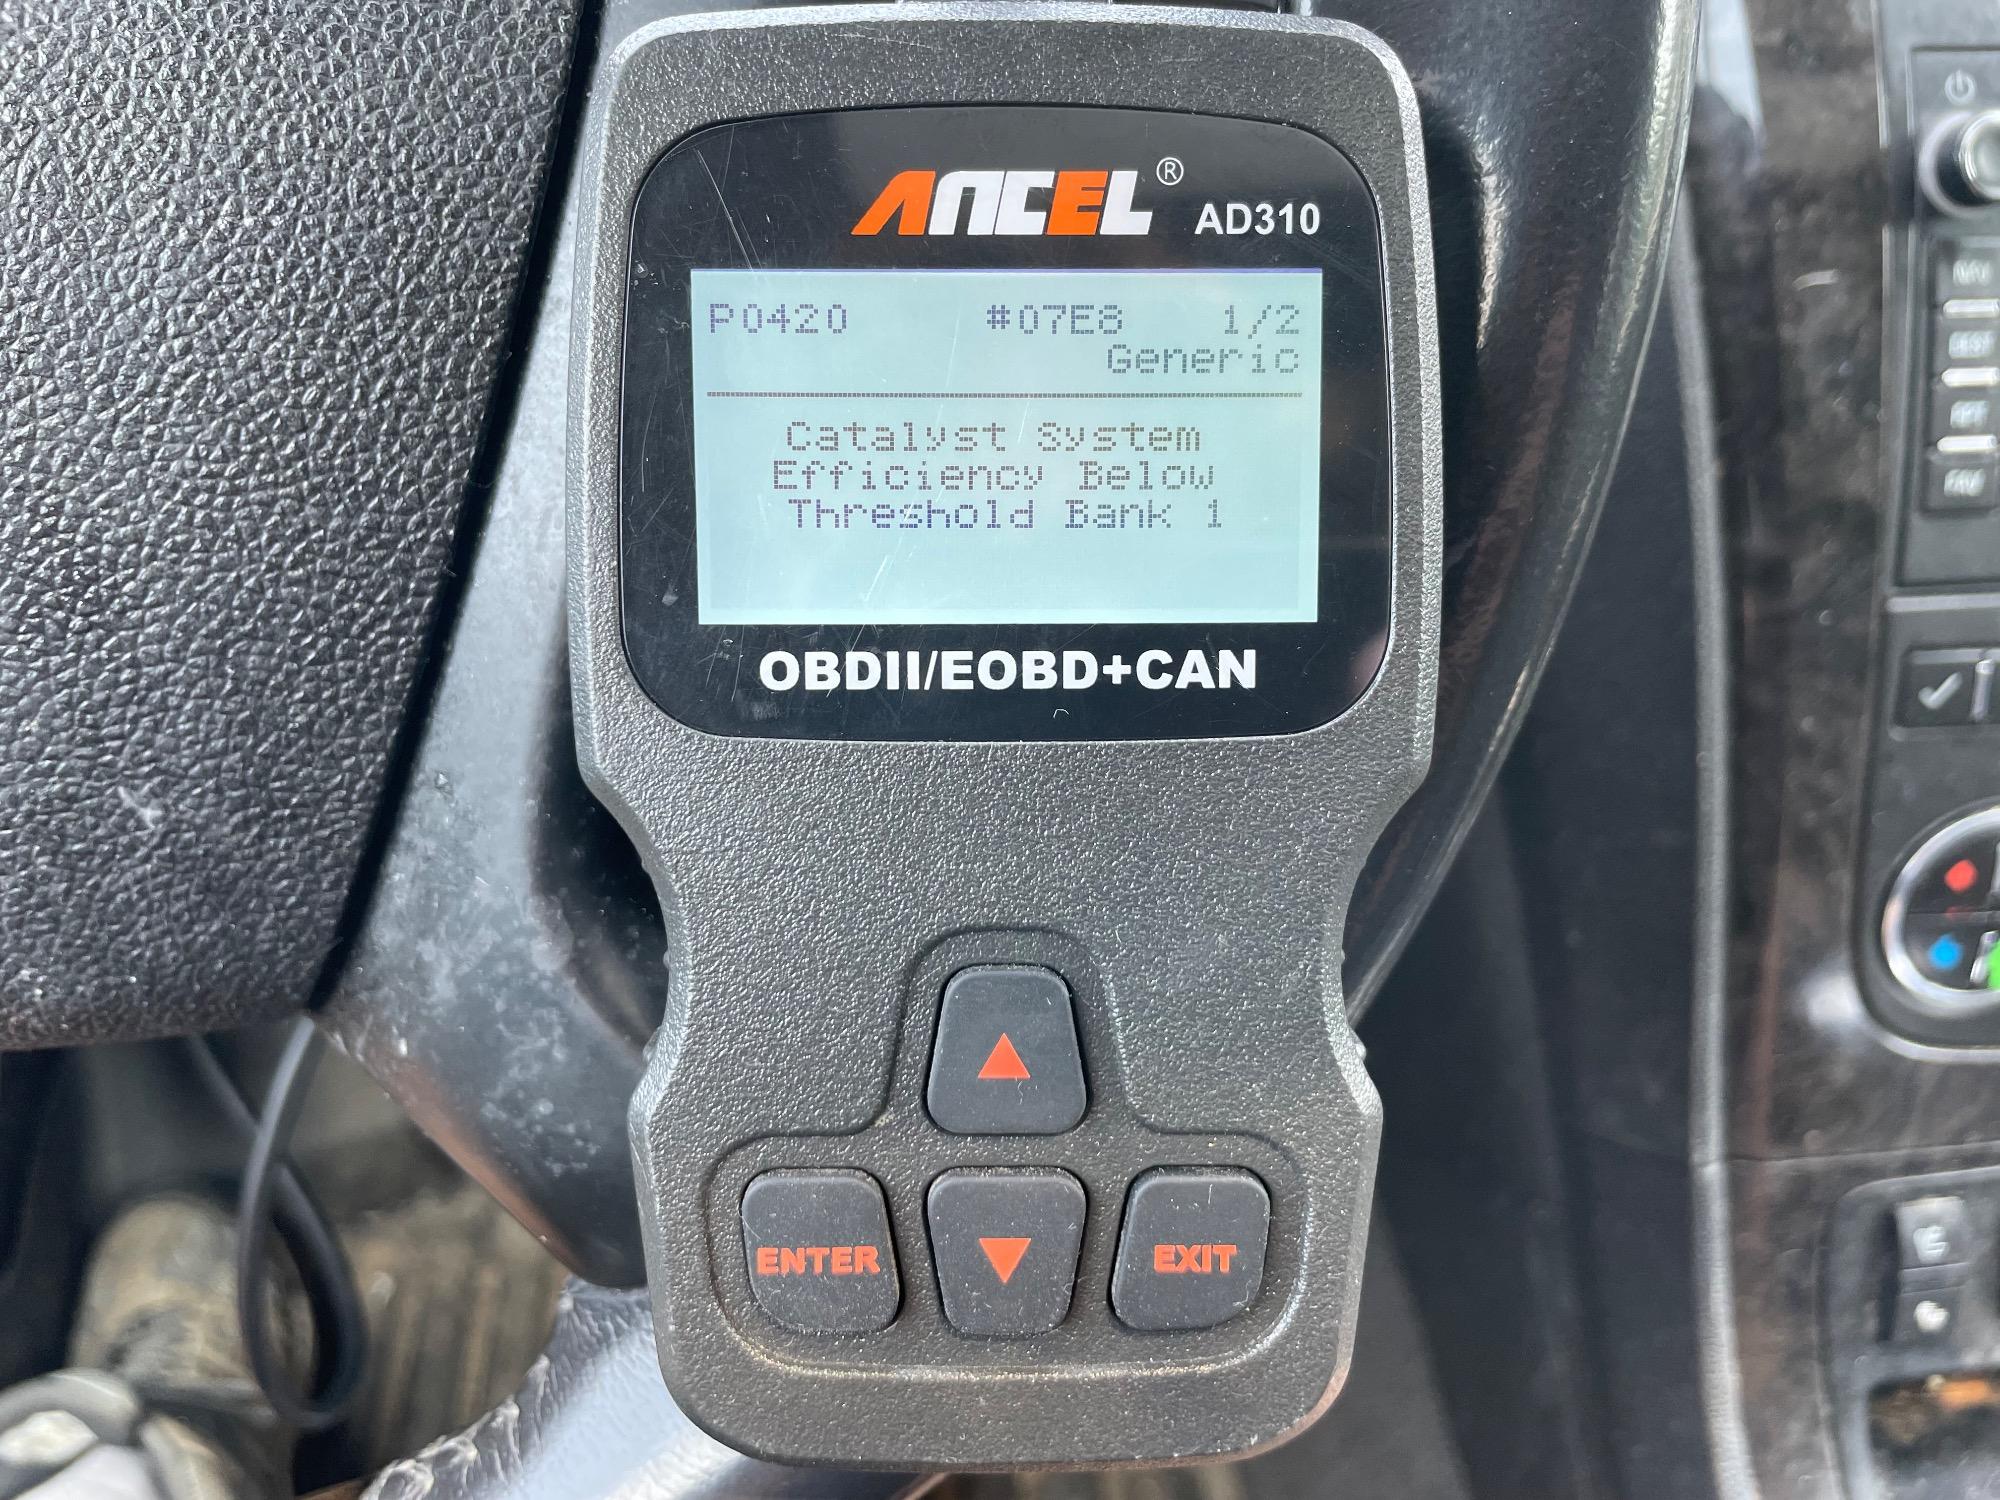 ANCEL® AD310
P0420 #07E8 1/2
Generic
Catalyst System
Efficiency Below
Threshold Bank 1
OBDII/EOBD+CAN
ENTER
EXIT
FAV